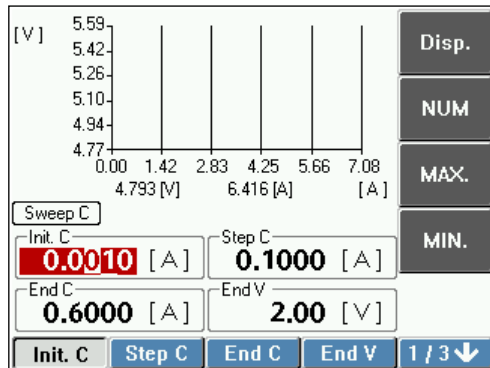 [V]
5.59
5.42
5.26
5.10
4.94
4.77
0.00 1.42 2.83 4.25 5.66 7.08
4.793 [V] 6.416 [A] [A]
Disp.
NUM
MAX.
MIN.
Sweep C
Init. C
0.0010 [A]
Step C
0.1000 [A]
End C
0.6000 [A]
End V
2.00 [V]
Init. C Step C End C End V 1/3